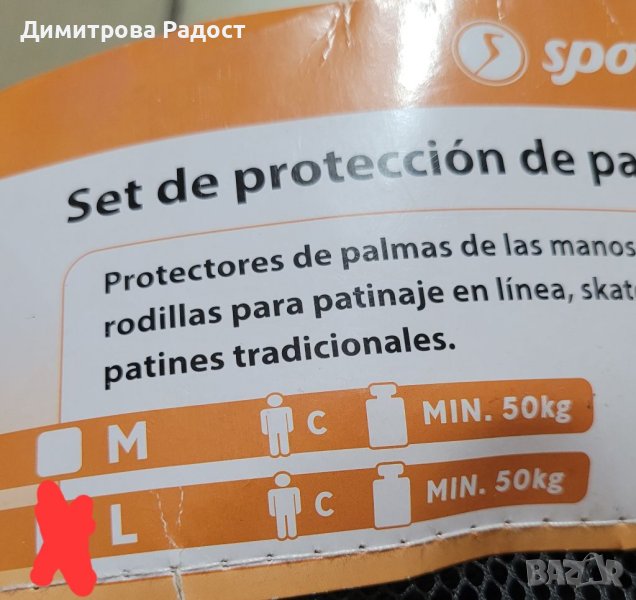 Димитрова Радост
spo
Set de protección de pa
Protectores de palmas de las manos
rodillas para patinaje en línea, skat
patines tradicionales.
M C MIN. 50kg
L C MIN. 50kg
BAZAR